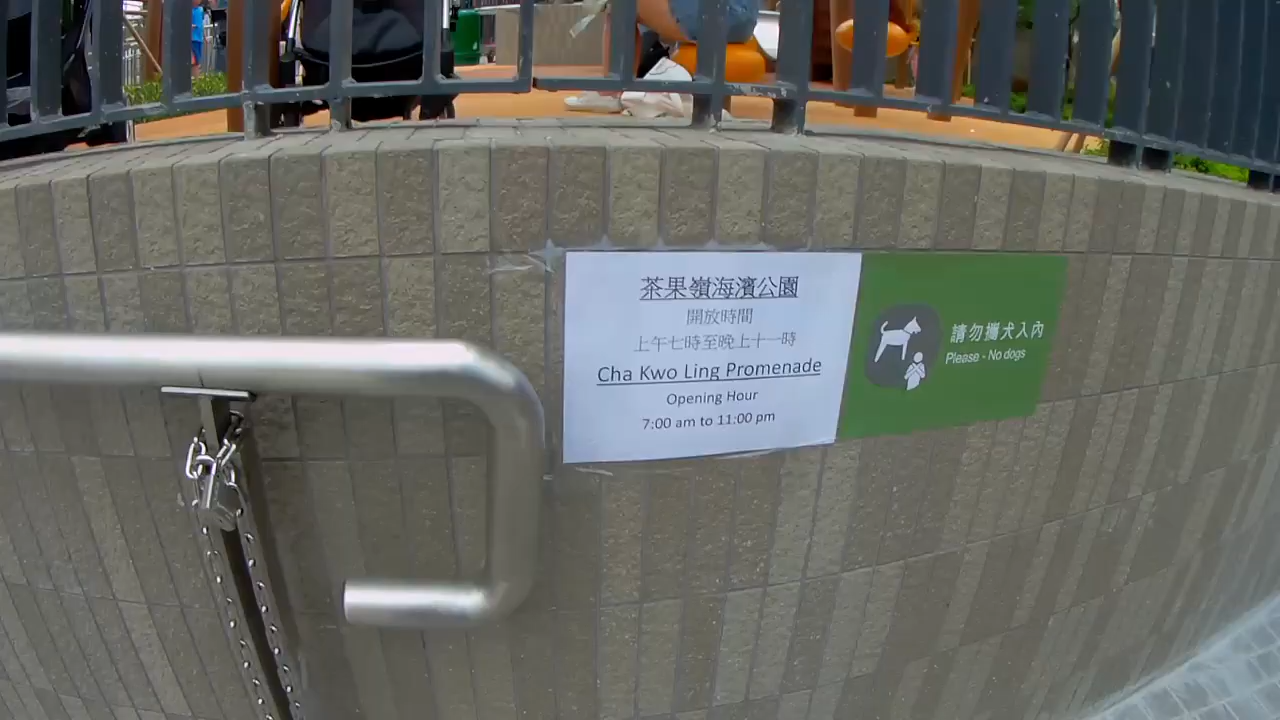 茶果嶺海濱公園
開放時間
上午七時至晚上十一時
Cha Kwo Ling Promenade
Opening Hour
7:00 am to 11:00 pm
請勿攜犬入內
Please - No dogs